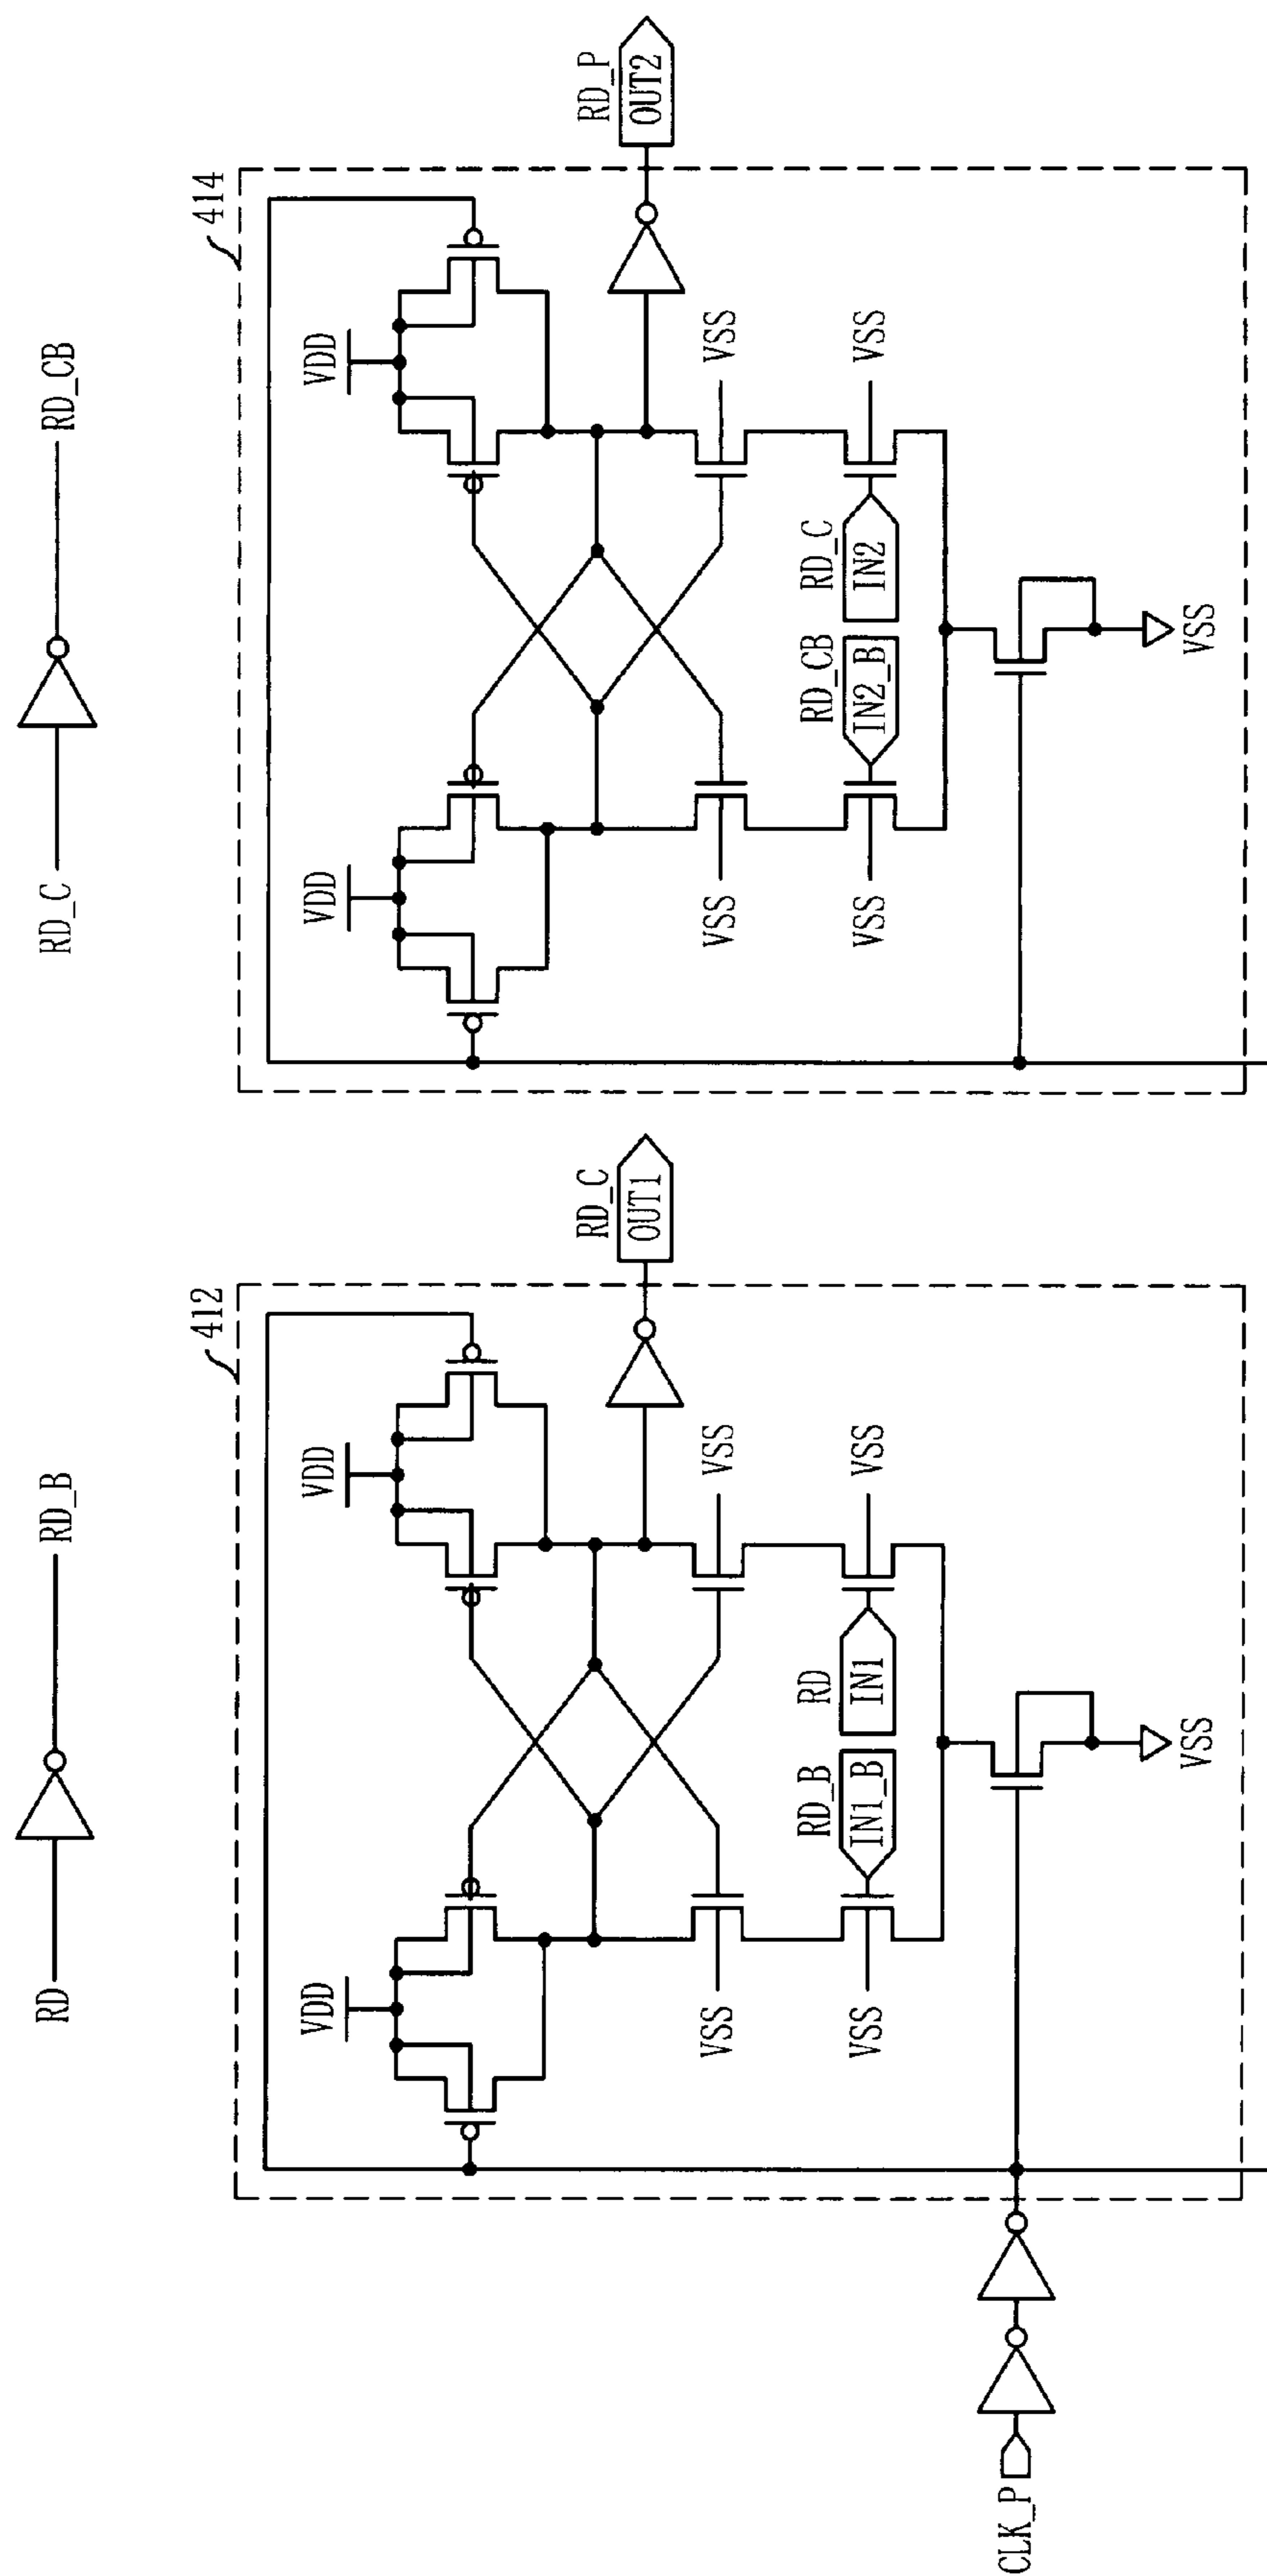 RD
RD_B
RD_C
RD_CB
412
VDD
VDD
RD_C
OUT1
VSS
VSS
VSS
VSS
RD_B
IN1_B
RD
IN1
VSS
CLK_P
414
VDD
VDD
RD_P
OUT2
VSS
VSS
VSS
VSS
RD_CB
IN2_B
RD_C
IN2
VSS